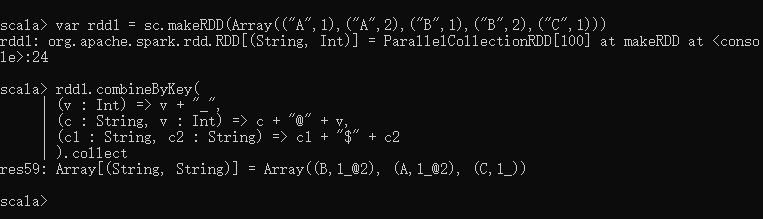 scala> var rdd1 = sc.makeRDD(Array(("A",1),("A",2),("B",1),("B",2),("C",1)))
rdd1: org.apache.spark.rdd.RDD[(String, Int)] = ParallelCollectionRDD[100] at makeRDD at <conso
le>:24
scala> rdd1.combineByKey(
| (v : Int) => v + "_",
| (c : String, v : Int) => c + "@" + v,
| (c1 : String, c2 : String) => c1 + "$" + c2
| ).collect
res59: Array[(String, String)] = Array((B,1_@2), (A,1_@2), (C,1_))
scala>